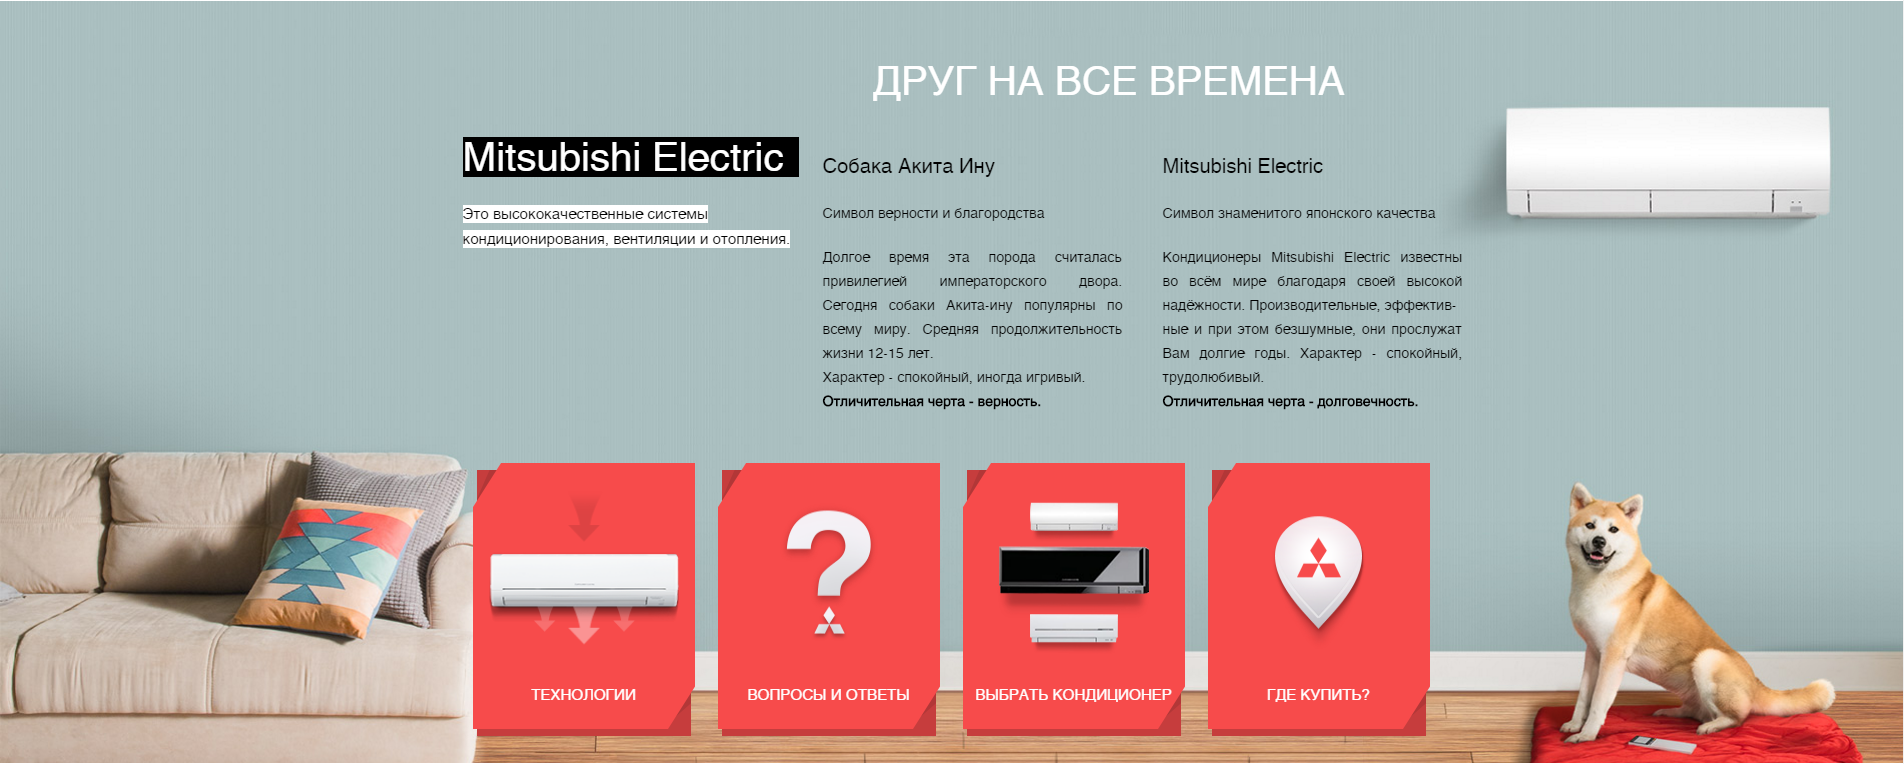 ДРУГ НА ВСЕ ВРЕМЕНА
Mitsubishi Electric
Это высококачественные системы
кондиционирования, вентиляции и отопления.
Собака Акита Ину
Символ верности и благородства
Долгое время эта порода считалась
привилегией императорского двора.
Сегодня собаки Акита-ину популярны по
всему миру. Средняя продолжительность
жизни 12-15 лет.
Характер - спокойный, иногда игривый.
Отличительная черта - верность.
Mitsubishi Electric
Символ знаменитого японского качества
Кондиционеры Mitsubishi Electric известны
во всём мире благодаря своей высокой
надёжности. Производительные, эффектив-
ные и при этом безшумные, они прослужат
Вам долгие годы. Характер - спокойный,
трудолюбивый.
Отличительная черта - долговечность.
ТЕХНОЛОГИИ
ВОПРОСЫ И ОТВЕТЫ
ВЫБРАТЬ КОНДИЦИОНЕР
ГДЕ КУПИТЬ?